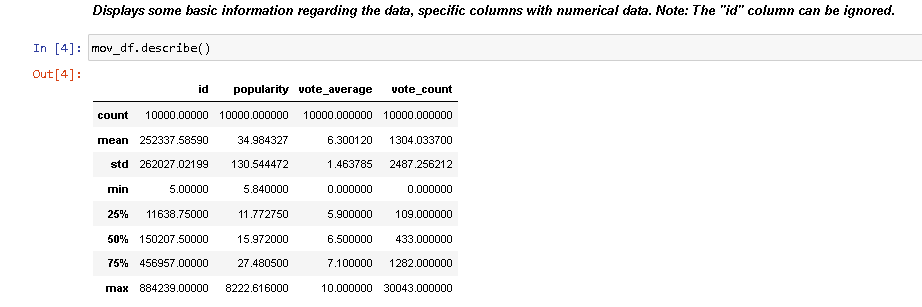 Displays some basic information regarding the data, specific columns with numerical data. Note: The "id" column can be ignored.
In [4]: mov_df.describe()
Out[4]:
id popularity vote_average vote_count
count 10000.00000 10000.000000 10000.000000 10000.000000
mean 252337.58590 34.984327 6.300120 1304.033700
std 262027.02199 130.544472 1.463785 2487.256212
min 5.00000 5.840000 0.000000 0.000000
25% 11638.75000 11.772750 5.900000 109.000000
50% 150207.50000 15.972000 6.500000 433.000000
75% 456957.00000 27.480500 7.100000 1282.000000
max 884239.00000 8222.616000 10.000000 30043.000000